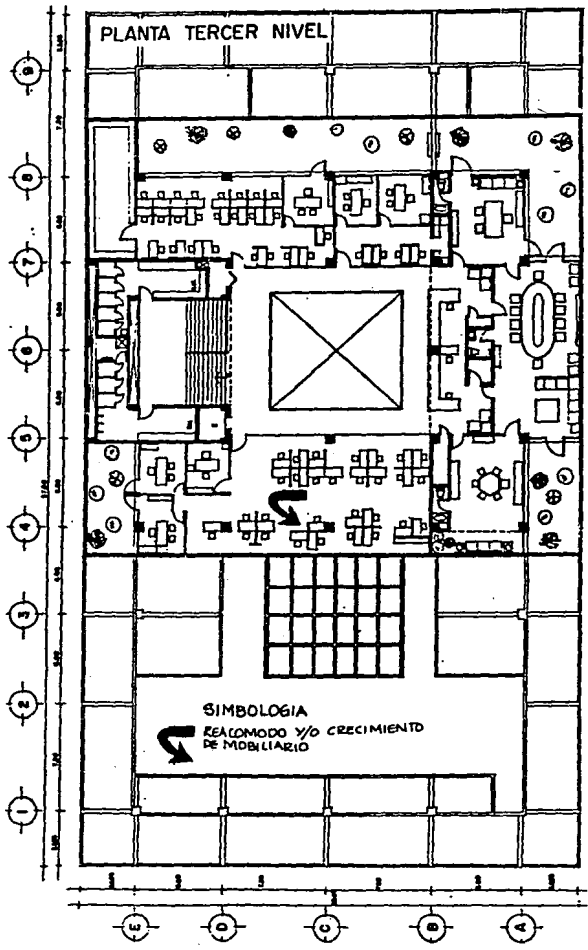 PLANTA TERCER NIVEL
9
8
7
6
5
4
3
2
1
SIMBOLOGIA
REACOMODO Y/O CRECIMIENTO
DE MOBILIARIO
E
D
C
B
A